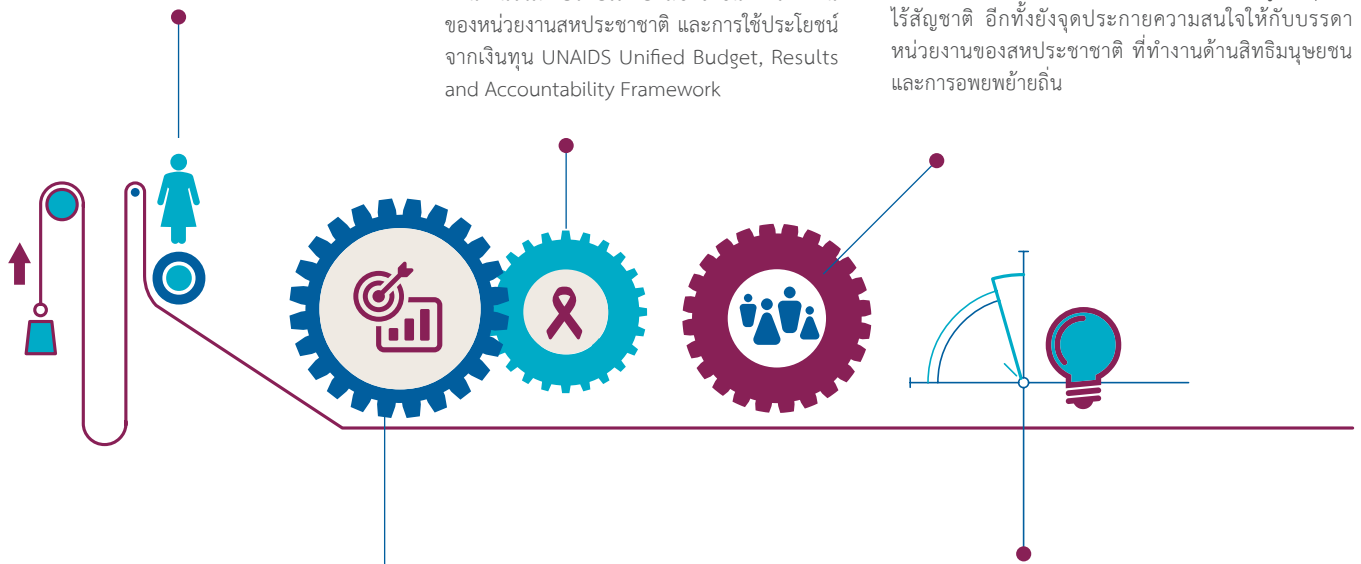 ของหน่วยงานสหประชาชาติ และการใช้ประโยชน์
จากเงินทุน UNAIDS Unified Budget, Results
and Accountability Framework
ไร้สัญชาติ อีกทั้งยังจุดประกายความสนใจให้กับบรรดา
หน่วยงานของสหประชาชาติ ที่ทำงานด้านสิทธิมนุษยชน
และการอพยพย้ายถิ่น